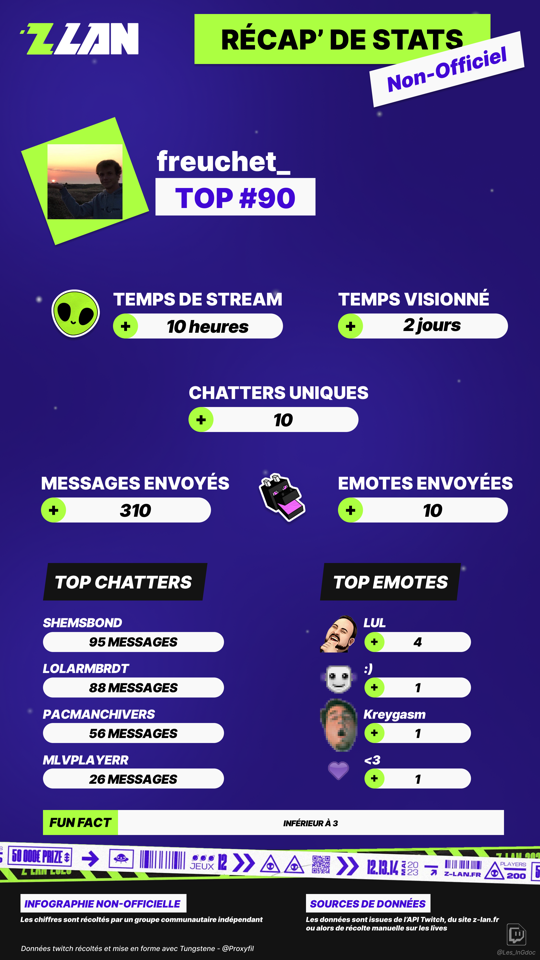 ZLAN
RÉCAP' DE STATS
Non-Officiel
freuchet_
TOP #90
TEMPS DE STREAM
+ 10 heures
TEMPS VISIONNÉ
+ 2 jours
CHATTERS UNIQUES
+ 10
MESSAGES ENVOYÉS
+ 310
EMOTES ENVOYÉES
+ 10
TOP CHATTERS
SHEMSBOND
95 MESSAGES
LOLARMBRDT
88 MESSAGES
PACMANCHIVERS
56 MESSAGES
MLVPLAYERR
26 MESSAGES
TOP EMOTES
LUL
+ 4
:)
+ 1
Kreygasm
+ 1
<3
+ 1
FUN FACT
INFÉRIEUR À 3
50 000€ PRIZE $
JEUX 12
12.13.14 MAI 2023
Z-LAN.FR
PLAYERS 200
INFOGRAPHIE NON-OFFICIELLE
Les chiffres sont récoltés par un groupe communautaire indépendant
SOURCES DE DONNÉES
Les données sont issues de l'API Twitch, du site z-lan.fr
ou alors de récolte manuelle sur les lives
Données twitch récoltés et mise en forme avec Tungstene - @Proxyfil
@Les_InGdoc